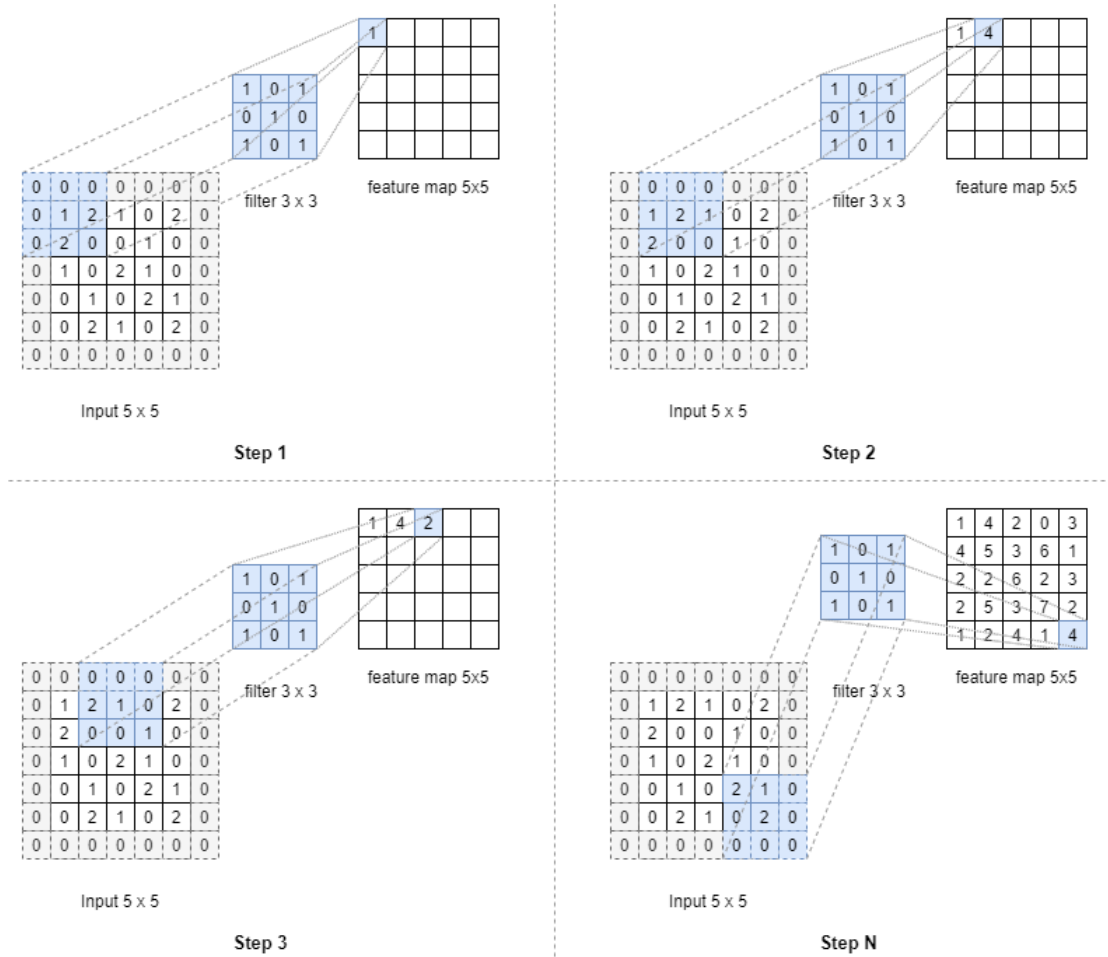 1
1 0 1
0 1 0
1 0 1
feature map 5x5
filter 3 x 3
0 0 0 0 0 0 0
0 1 2 1 0 2 0
0 2 0 0 1 0 0
0 1 0 2 1 0 0
0 0 1 0 2 1 0
0 0 2 1 0 2 0
0 0 0 0 0 0 0
Input 5 x 5
Step 1
1 4
1 0 1
0 1 0
1 0 1
feature map 5x5
filter 3 x 3
0 0 0 0 0 0 0
0 1 2 1 0 2 0
0 2 0 0 1 0 0
0 1 0 2 1 0 0
0 0 1 0 2 1 0
0 0 2 1 0 2 0
0 0 0 0 0 0 0
Input 5 x 5
Step 2
1 4 2
1 0 1
0 1 0
1 0 1
feature map 5x5
filter 3 x 3
0 0 0 0 0 0 0
0 1 2 1 0 2 0
0 2 0 0 1 0 0
0 1 0 2 1 0 0
0 0 1 0 2 1 0
0 0 2 1 0 2 0
0 0 0 0 0 0 0
Input 5 x 5
Step 3
1 4 2 0 3
4 5 3 6 1
2 2 6 2 3
2 5 3 7 2
1 2 4 1 4
1 0 1
0 1 0
1 0 1
feature map 5x5
filter 3 x 3
0 0 0 0 0 0 0
0 1 2 1 0 2 0
0 2 0 0 1 0 0
0 1 0 2 1 0 0
0 0 1 0 2 1 0
0 0 2 1 0 2 0
0 0 0 0 0 0 0
Input 5 x 5
Step N